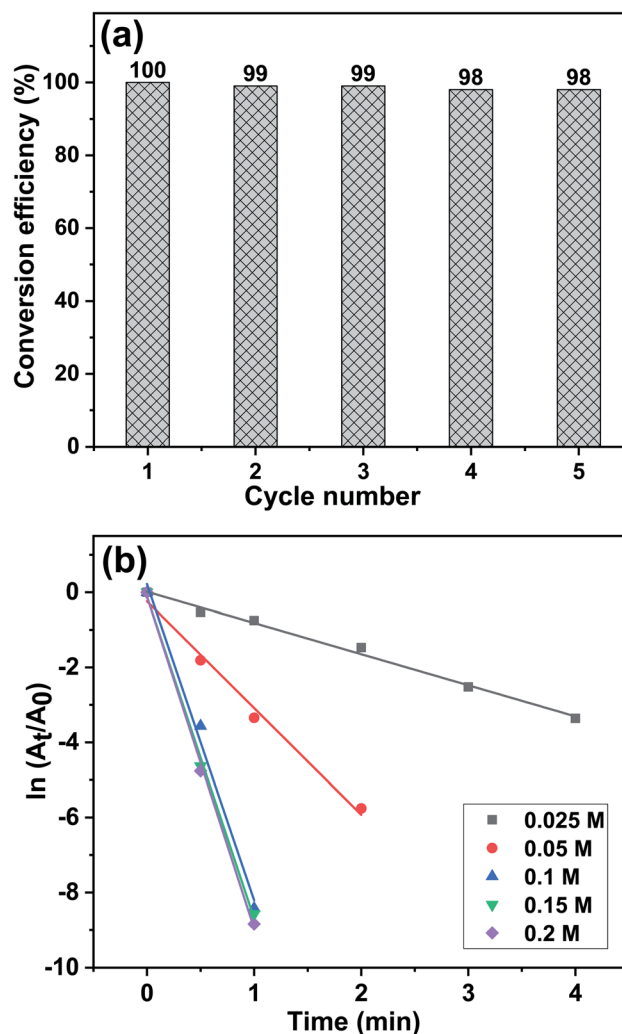 (a)
Conversion efficiency (%)
100
80
60
40
20
0
100
99
99
98
98
1
2
3
4
5
Cycle number
(b)
ln (At/A0)
0
-2
-4
-6
-8
-10
0
1
2
3
4
Time (min)
0.025 M
0.05 M
0.1 M
0.15 M
0.2 M